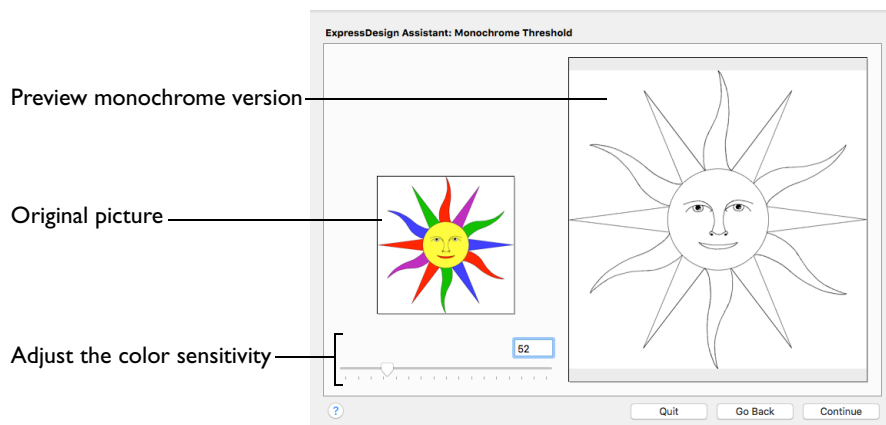 ExpressDesign Assistant: Monochrome Threshold
Preview monochrome version
Original picture
52
Adjust the color sensitivity
?
Quit
Go Back
Continue